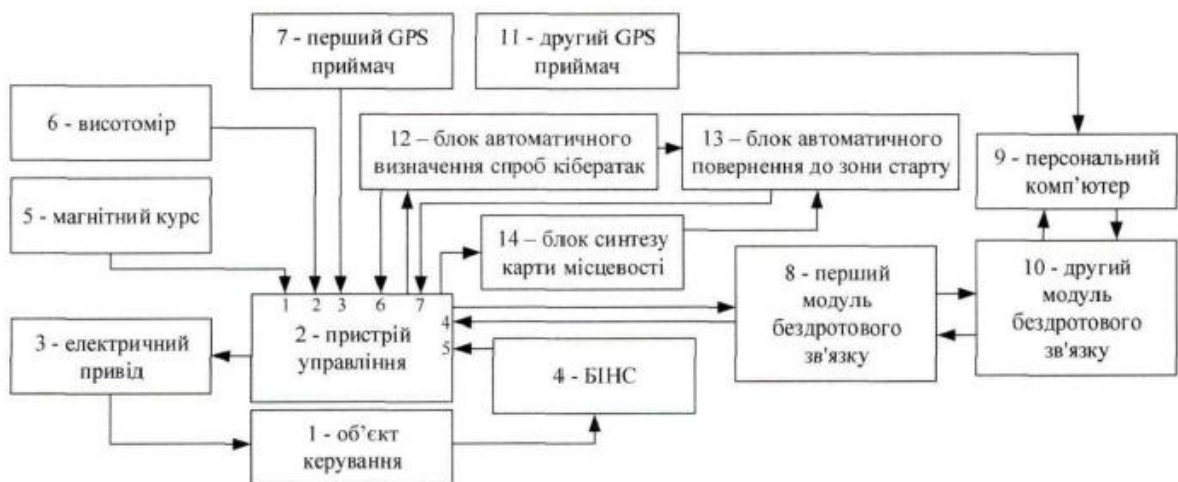 7 - перший GPS
приймач
11 - другий GPS
приймач
6 - висотомір
12 – блок автоматичного
визначення спроб кібератак
13 – блок автоматичного
повернення до зони старту
9 - персональний
комп’ютер
5 - магнітний курс
14 – блок синтезу
карти місцевості
8 - перший
модуль
бездротового
зв'язку
10 - другий
модуль
бездротового
зв'язку
1 2 3 6 7
4
5
2 - пристрій
управління
3 - електричний
привід
4 - БІНС
1 - об’єкт
керування